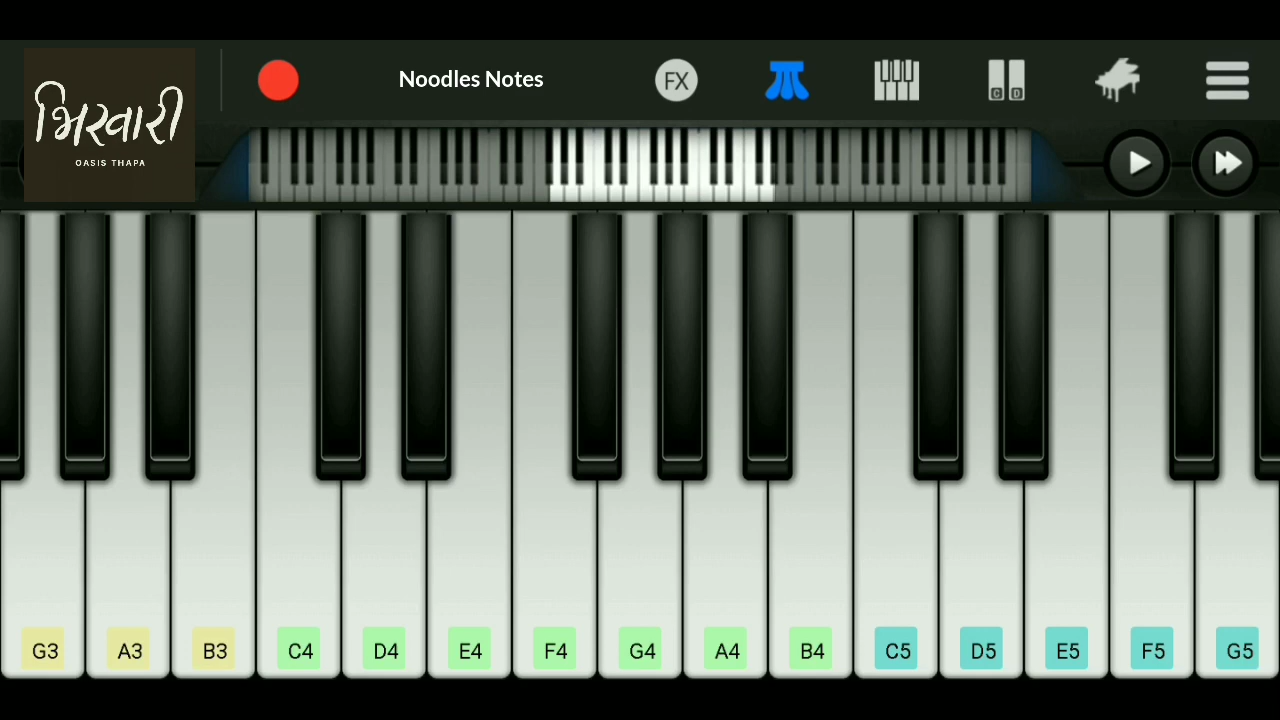 भिखारी
OASIS THAPA
Noodles Notes
FX
C D
G3 A3 B3 C4 D4 E4 F4 G4 A4 B4 C5 D5 E5 F5 G5